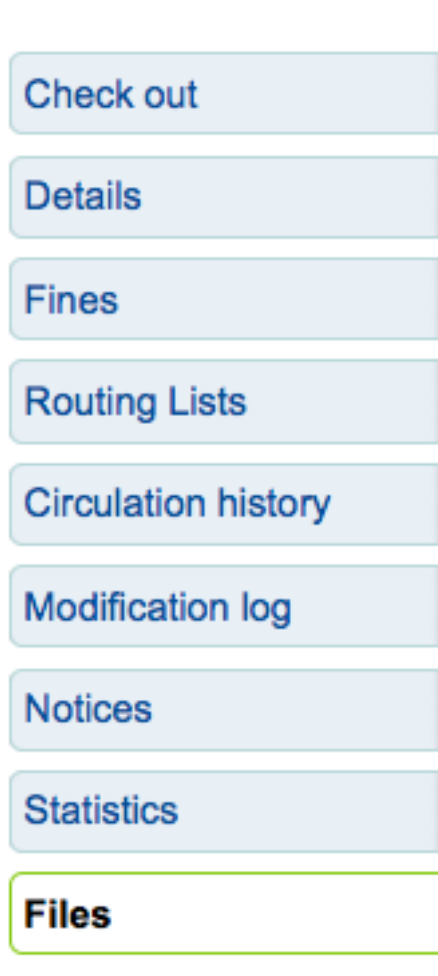 Check out
Details
Fines
Routing Lists
Circulation history
Modification log
Notices
Statistics
Files